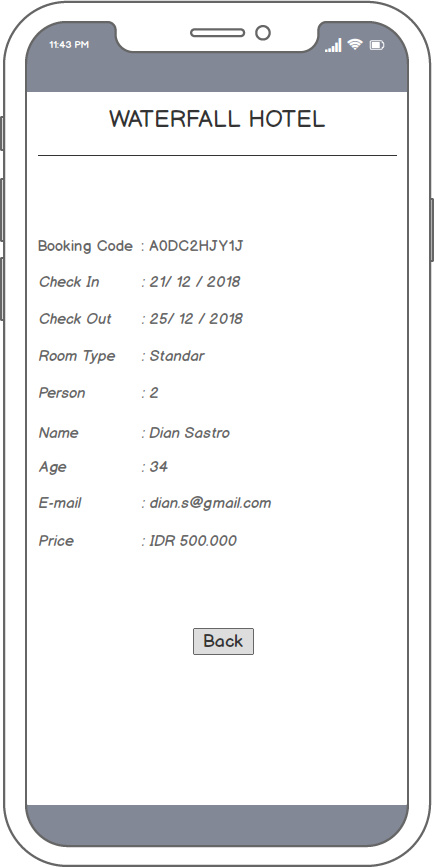 11:43 PM
WATERFALL HOTEL
Booking Code : A0DC2HJY1J
Check In : 21/ 12 / 2018
Check Out : 25/ 12 / 2018
Room Type : Standar
Person : 2
Name : Dian Sastro
Age : 34
E-mail : dian.s@gmail.com
Price : IDR 500.000
Back